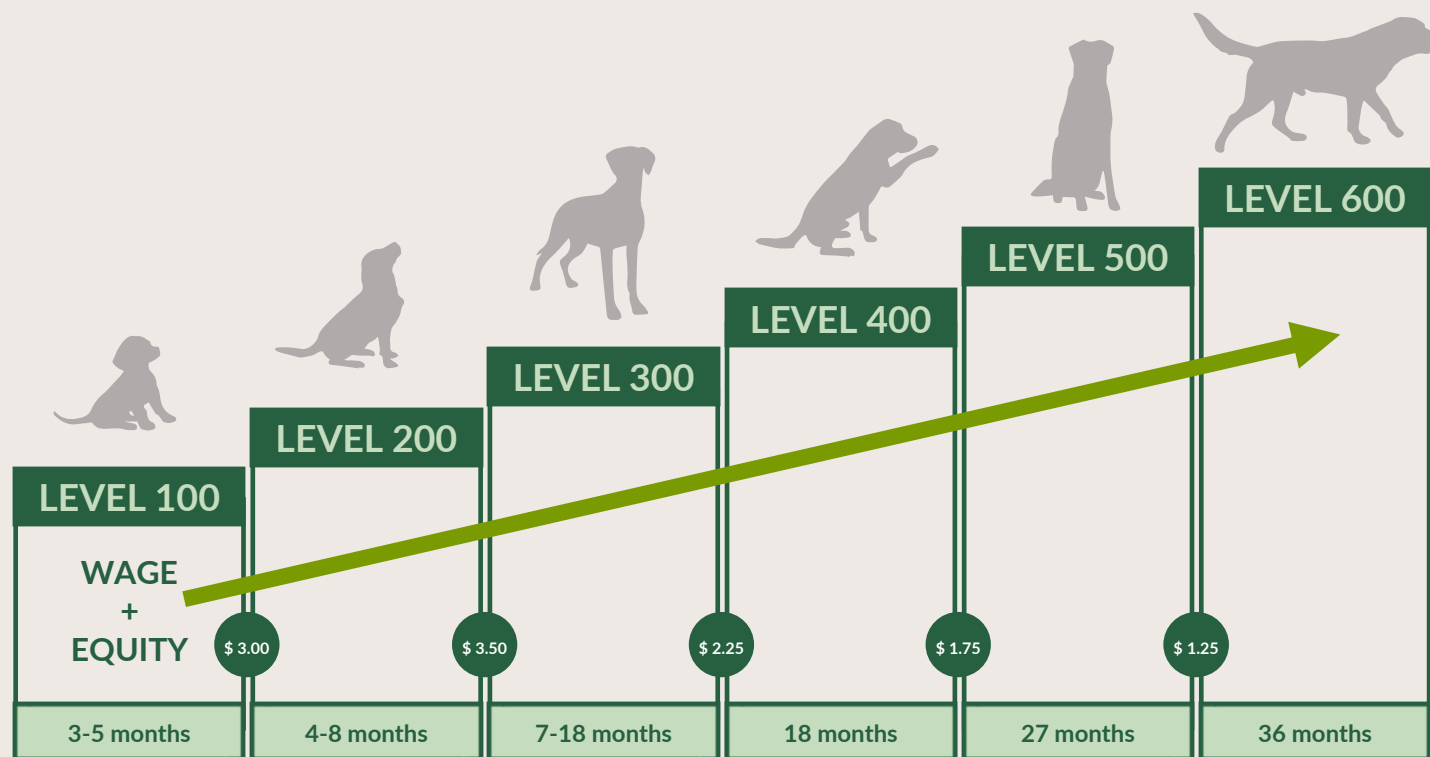 LEVEL 600
LEVEL 500
LEVEL 400
LEVEL 300
LEVEL 200
LEVEL 100
WAGE
+
EQUITY
$ 3.00
$ 3.50
$ 2.25
$ 1.75
$ 1.25
3-5 months
4-8 months
7-18 months
18 months
27 months
36 months